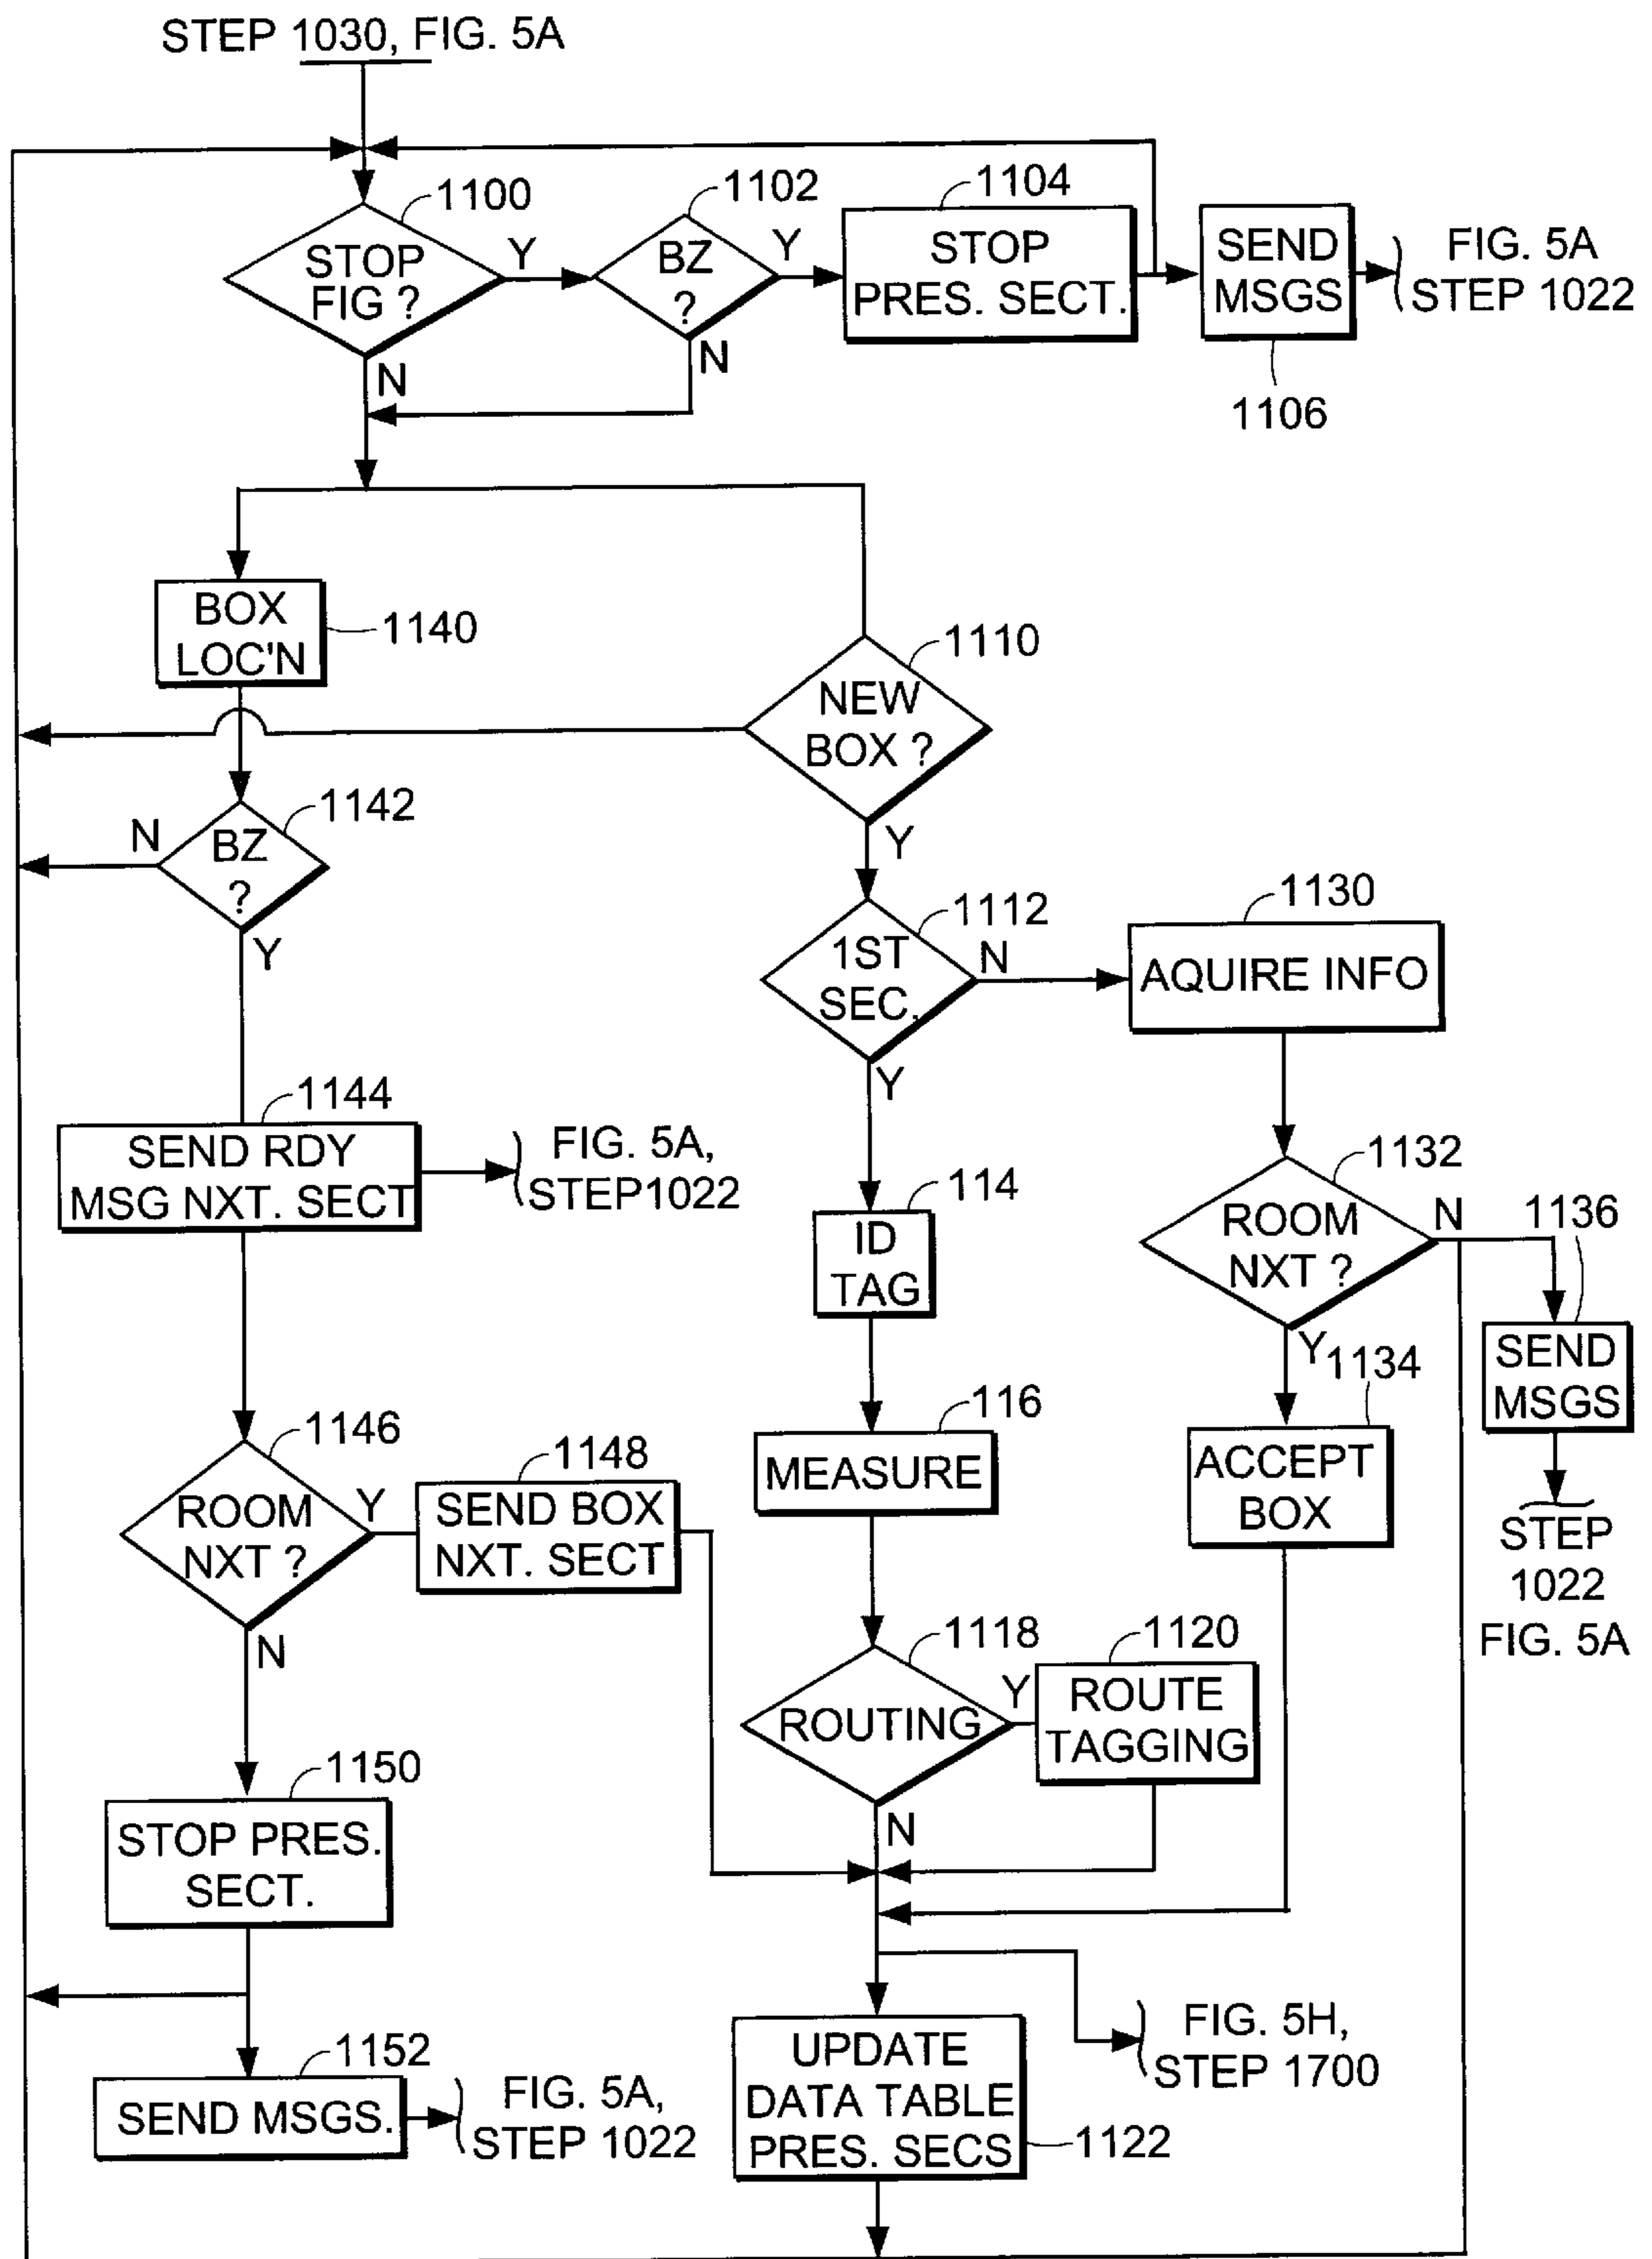 STEP 1030, FIG. 5A
1100
STOP
FIG ?
Y
N
1102
BZ
?
Y
N
1104
STOP
PRES. SECT.
SEND
MSGS
1106
FIG. 5A
STEP 1022
BOX
LOC'N
1140
1110
NEW
BOX ?
Y
1142
BZ
?
N
Y
1112
1ST
SEC.
N
Y
1130
AQUIRE INFO
1144
SEND RDY
MSG NXT. SECT
FIG. 5A,
STEP1022
114
ID
TAG
1132
ROOM
NXT ?
N
Y
1136
SEND
MSGS
STEP
1022
FIG. 5A
1134
ACCEPT
BOX
116
MEASURE
1146
ROOM
NXT ?
Y
N
1148
SEND BOX
NXT. SECT
1118
ROUTING
Y
N
1120
ROUTE
TAGGING
1150
STOP PRES.
SECT.
1152
SEND MSGS.
FIG. 5A,
STEP 1022
UPDATE
DATA TABLE
PRES. SECS
1122
FIG. 5H,
STEP 1700